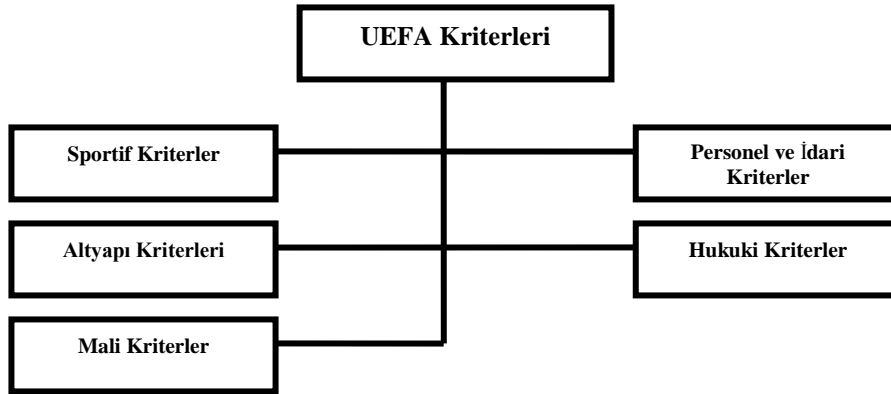 UEFA Kriterleri
Sportif Kriterler
Personel ve İdari
Kriterler
Altyapı Kriterleri
Hukuki Kriterler
Mali Kriterler